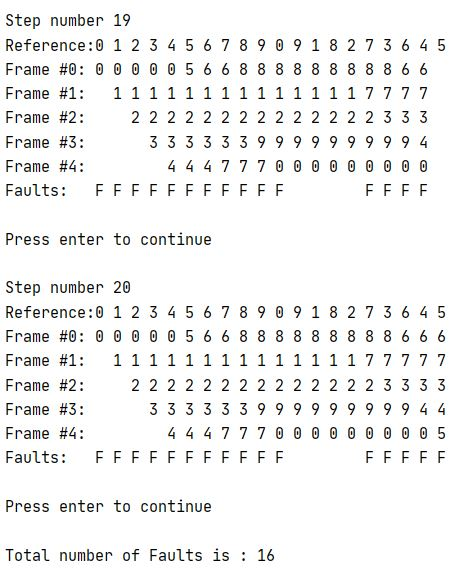 Step number 19
Reference:0 1 2 3 4 5 6 7 8 9 0 9 1 8 2 7 3 6 4 5
Frame #0: 0 0 0 0 0 5 6 6 8 8 8 8 8 8 8 8 8 6 6
Frame #1:   1 1 1 1 1 1 1 1 1 1 1 1 1 1 7 7 7 7
Frame #2:     2 2 2 2 2 2 2 2 2 2 2 2 2 2 3 3 3
Frame #3:       3 3 3 3 3 3 9 9 9 9 9 9 9 9 9 4
Frame #4:         4 4 4 7 7 7 0 0 0 0 0 0 0 0 0
Faults:   F F F F F F F F F F F         F F F F
Press enter to continue
Step number 20
Reference:0 1 2 3 4 5 6 7 8 9 0 9 1 8 2 7 3 6 4 5
Frame #0: 0 0 0 0 0 5 6 6 8 8 8 8 8 8 8 8 8 6 6 6
Frame #1:   1 1 1 1 1 1 1 1 1 1 1 1 1 1 7 7 7 7 7
Frame #2:     2 2 2 2 2 2 2 2 2 2 2 2 2 2 3 3 3 3
Frame #3:       3 3 3 3 3 3 9 9 9 9 9 9 9 9 9 4 4
Frame #4:         4 4 4 7 7 7 0 0 0 0 0 0 0 0 0 5
Faults:   F F F F F F F F F F F         F F F F F
Press enter to continue
Total number of Faults is : 16